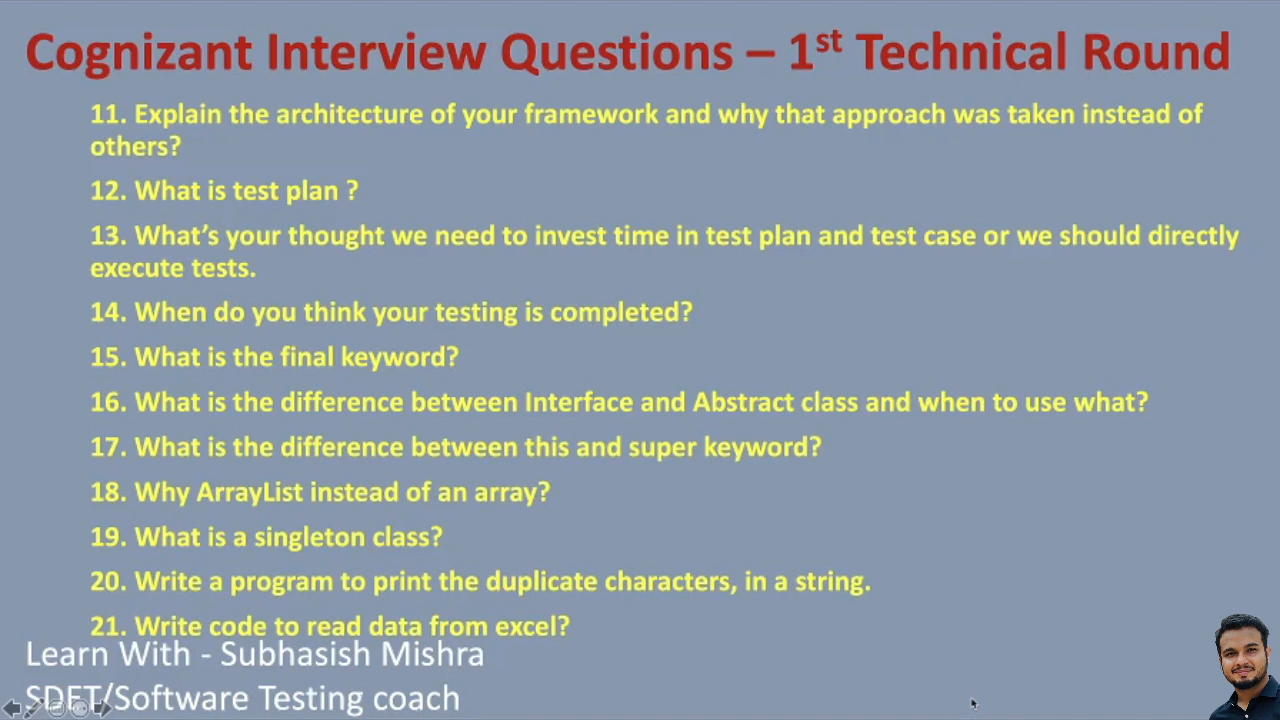 Cognizant Interview Questions – 1st Technical Round
11. Explain the architecture of your framework and why that approach was taken instead of
others?
12. What is test plan ?
13. What's your thought we need to invest time in test plan and test case or we should directly
execute tests.
14. When do you think your testing is completed?
15. What is the final keyword?
16. What is the difference between Interface and Abstract class and when to use what?
17. What is the difference between this and super keyword?
18. Why ArrayList instead of an array?
19. What is a singleton class?
20. Write a program to print the duplicate characters, in a string.
21. Write code to read data from excel?
Learn With - Subhasish Mishra
SDET/Software Testing coach